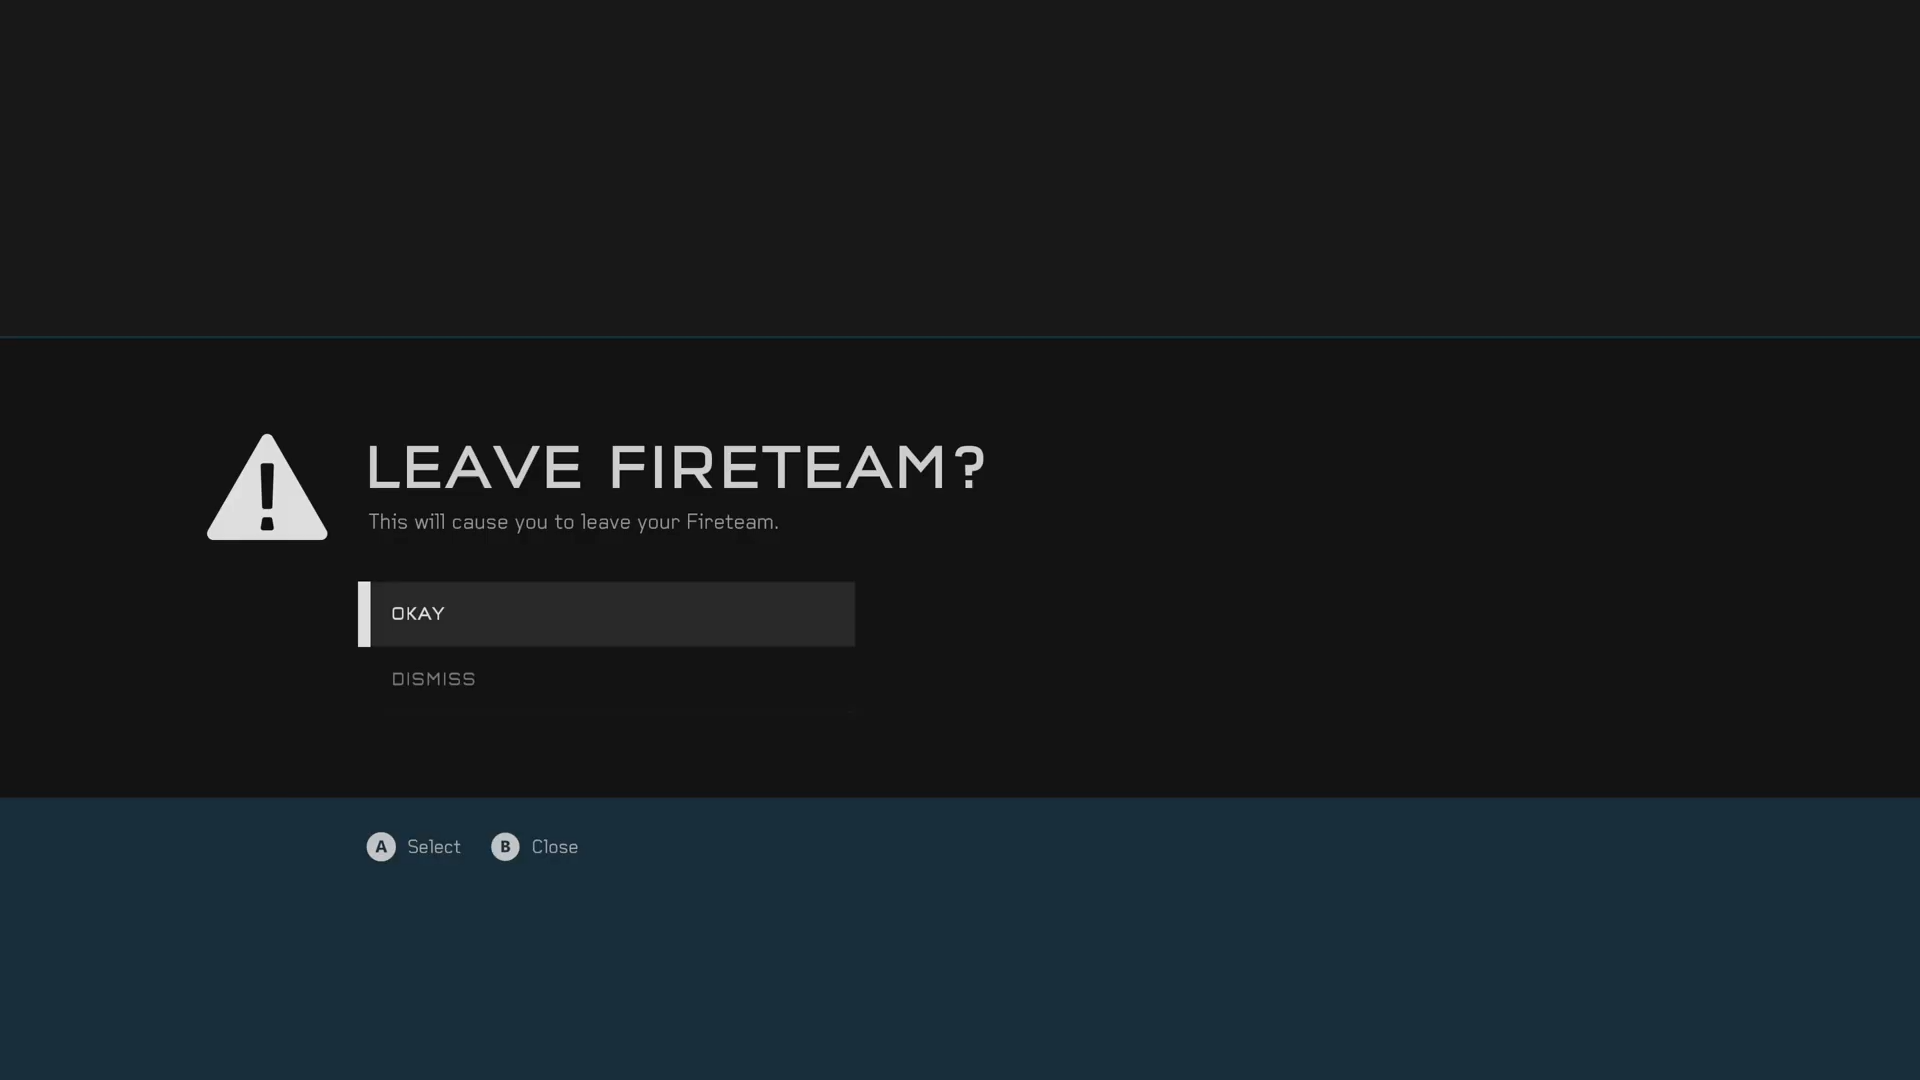 LEAVE FIRETEAM?
This will cause you to leave your Fireteam.
OKAY
DISMISS
A Select B Close